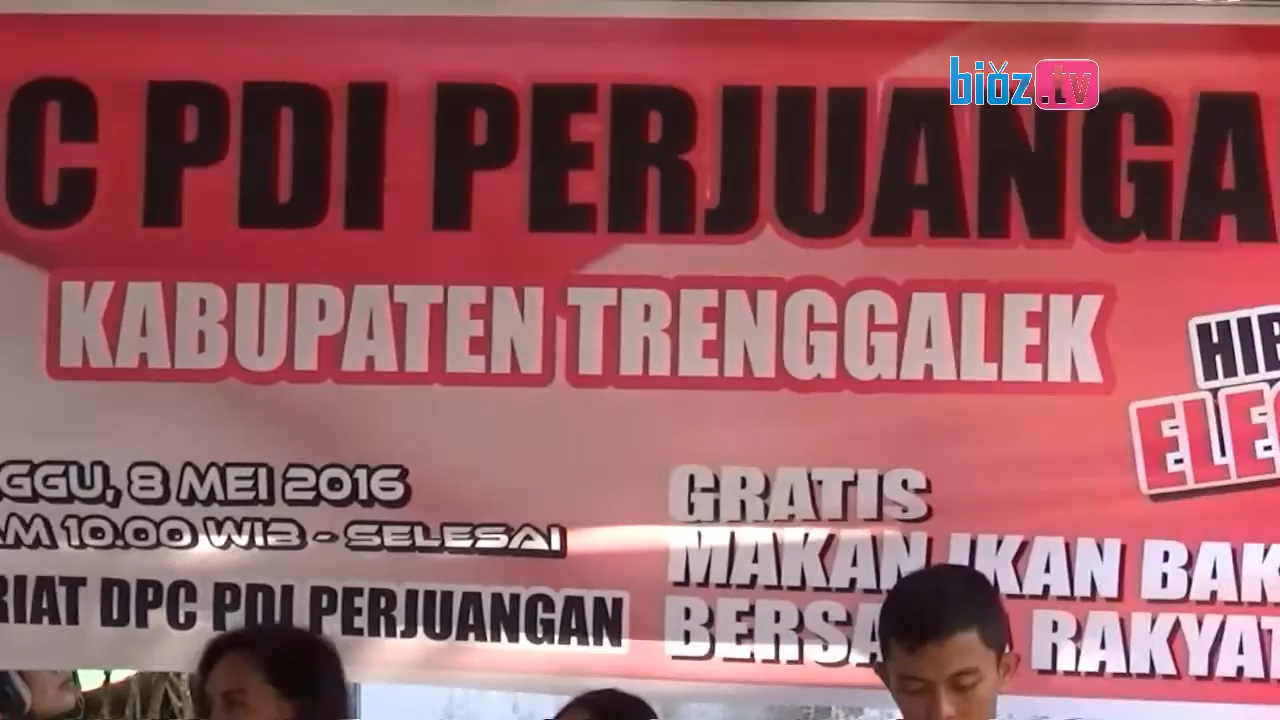 bioz.tv
C PDI PERJUANGA
KABUPATEN TRENGGALEK
HIB
ELEC
GGU, 8 MEI 2016
AM 10.00 WIB - SELESAI
RIAT DPC PDI PERJUANGAN
GRATIS
MAKAN IKAN BAK
BERSA RAKYAT